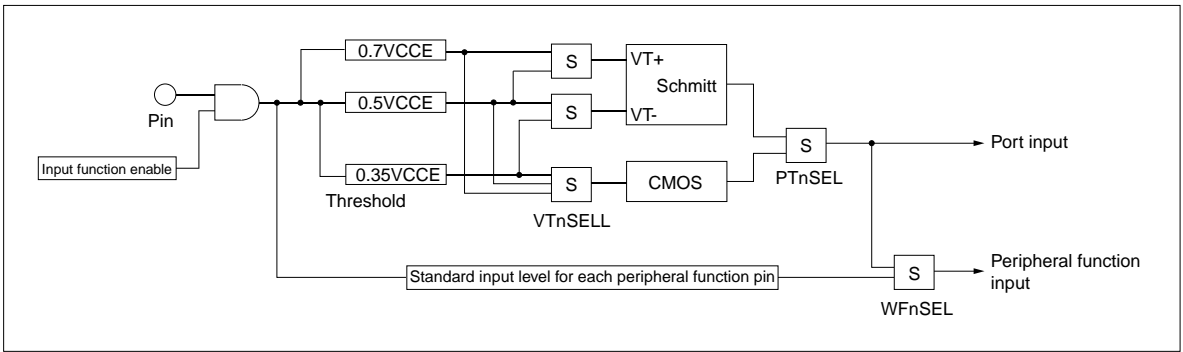 0.7VCCE
S
VT+
Schmitt
Pin
0.5VCCE
S
VT-
Input function enable
0.35VCCE
Threshold
S
VTnSELL
CMOS
S
PTnSEL
Port input
Standard input level for each peripheral function pin
S
WFnSEL
Peripheral function
input